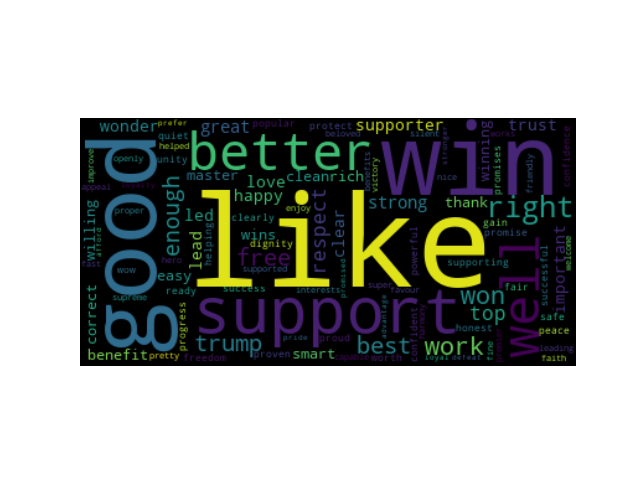 wonder prefer great popular protect supporter trust
quiet helped beloved silent
openly unity better win winning works confidence
improve master cleanrich victory benefits stronger nice promises friendly
appeal loyalty love
good proper willing afford enough happy like strong thank right
led clearly enjoy respect clear gain
lead helping wins dignity powerful promise
fast wow hero free supported promised supporting important welcome
easy success interests super favour fair successful
supreme ready support won well safe
correct progress advantage top honest peace
trump pride proud confident
benefit pretty freedom proven smart capable worth best work fine leading
loyal defeat faith